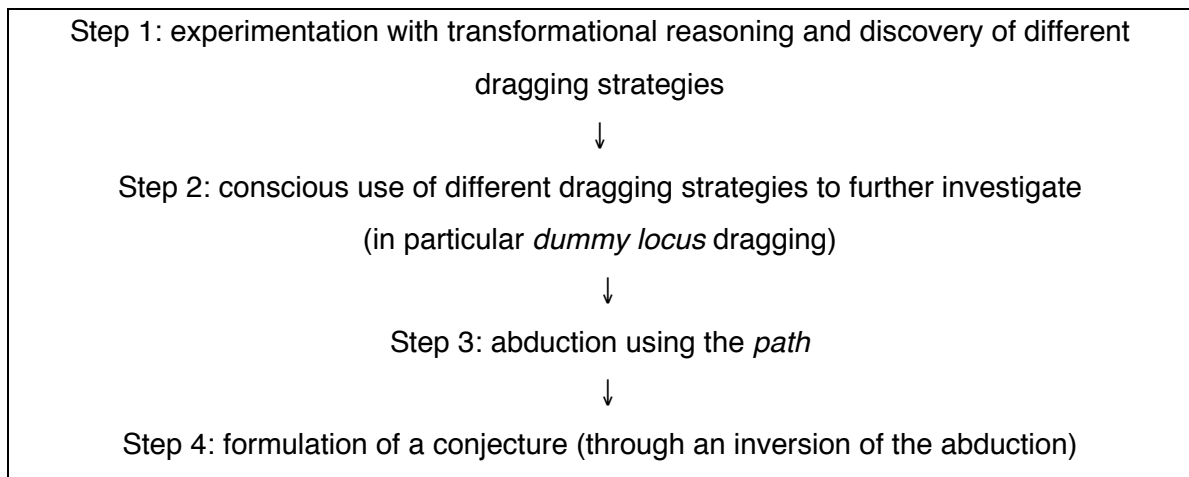 Step 1: experimentation with transformational reasoning and discovery of different
dragging strategies
↓
Step 2: conscious use of different dragging strategies to further investigate
(in particular dummy locus dragging)
↓
Step 3: abduction using the path
↓
Step 4: formulation of a conjecture (through an inversion of the abduction)